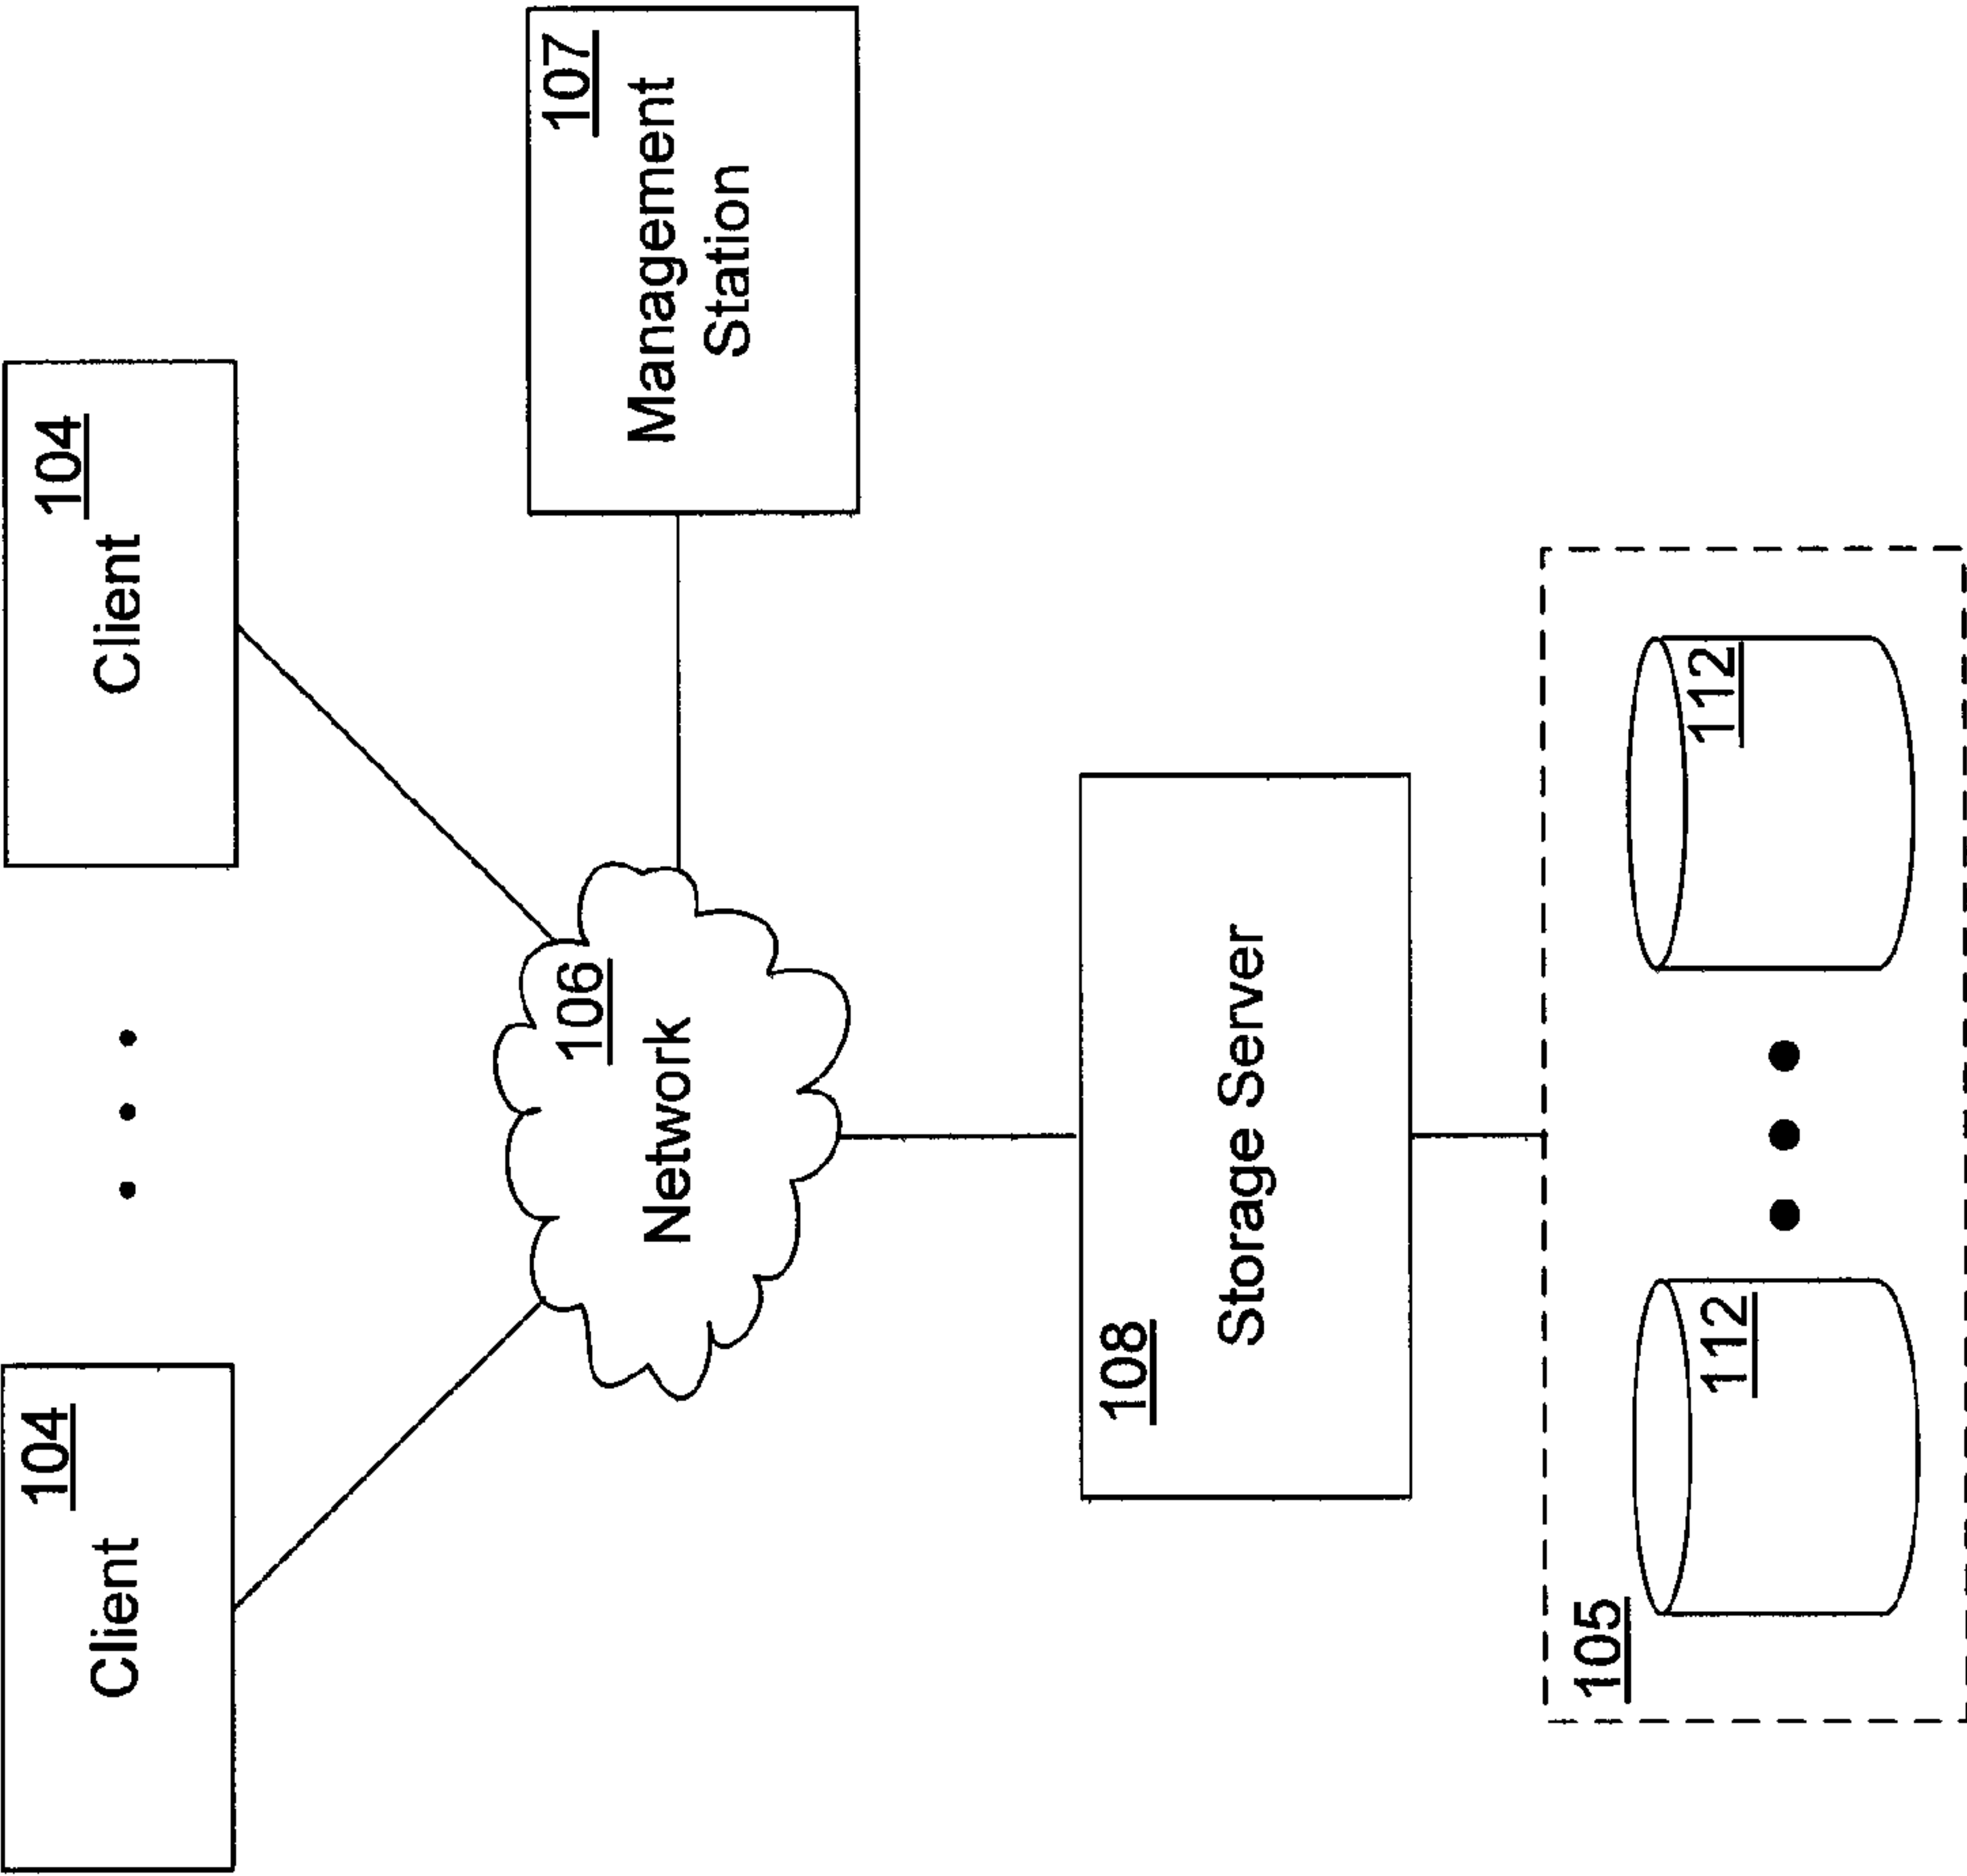 104
Client
104
Client
106
Network
107
Management
Station
108
Storage Server
105
112
112